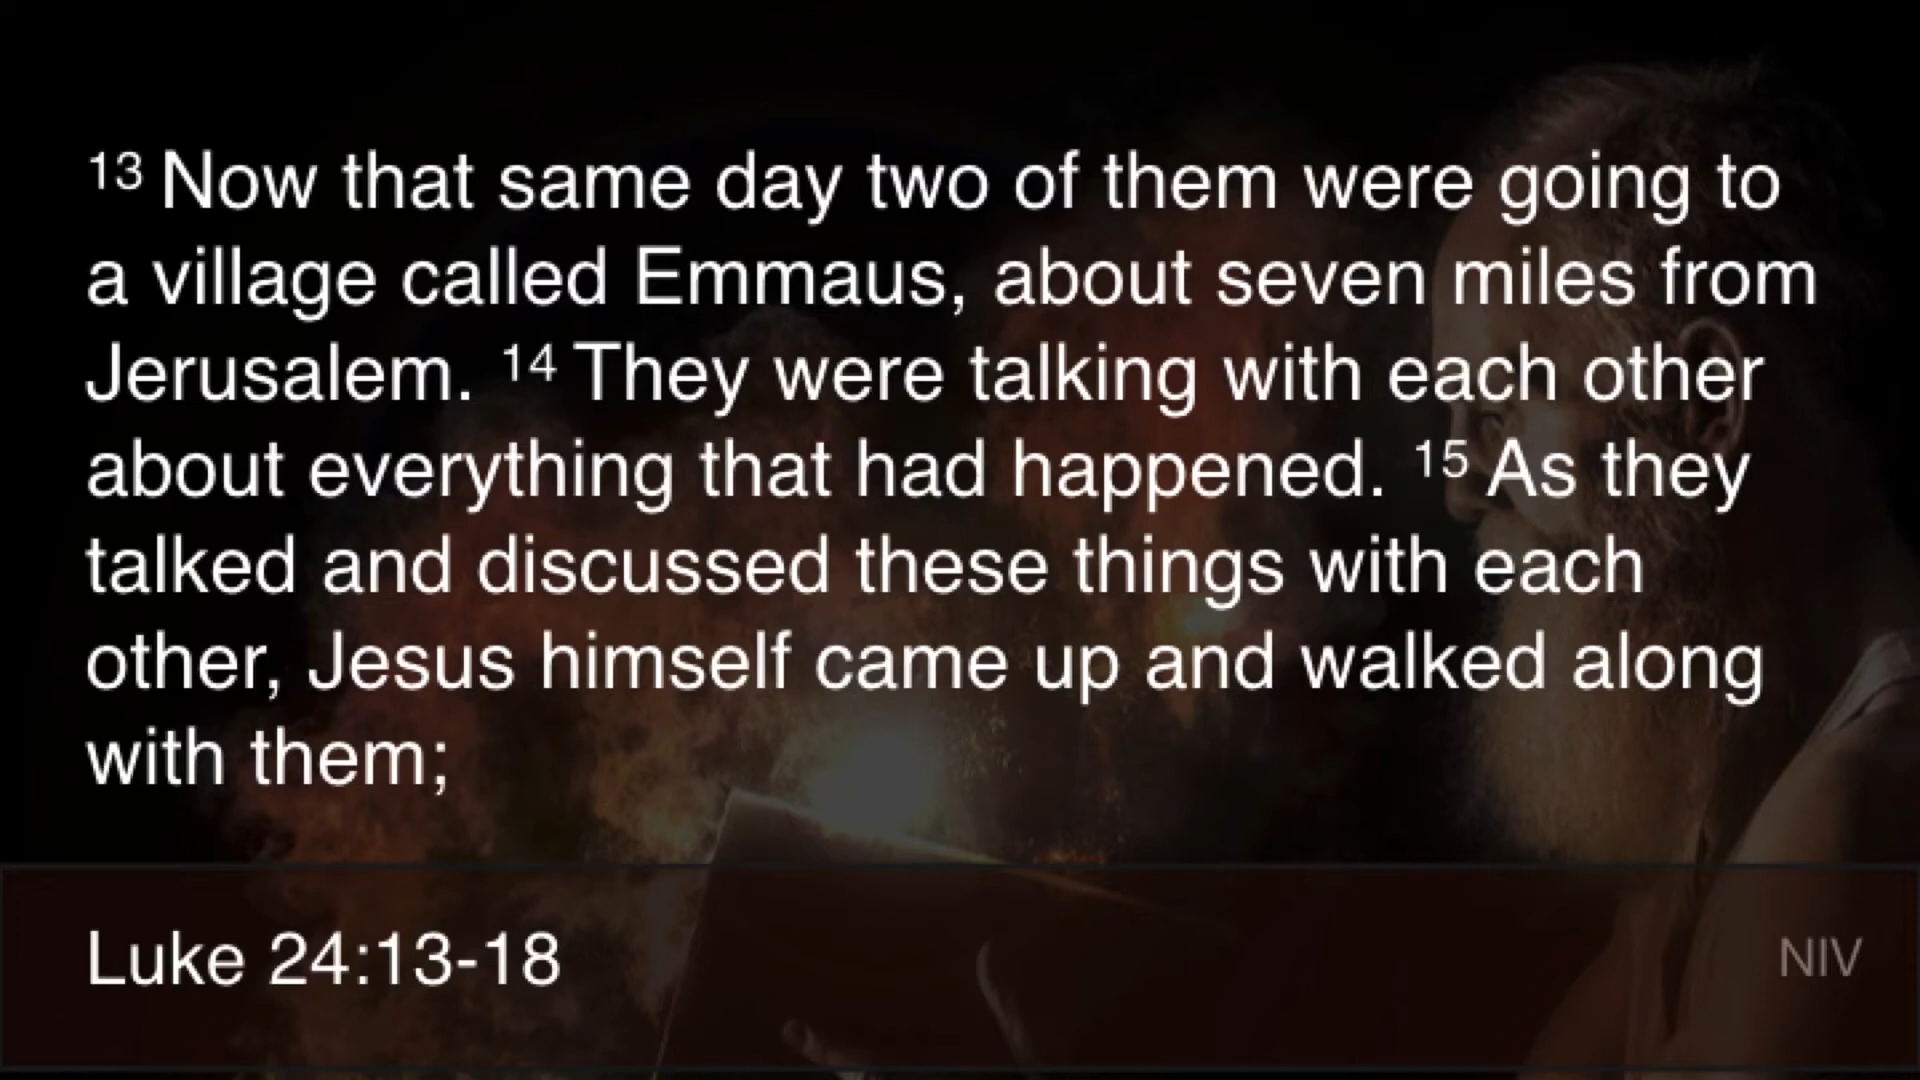 13 Now that same day two of them were going to
a village called Emmaus, about seven miles from
Jerusalem. 14 They were talking with each other
about everything that had happened. 15 As they
talked and discussed these things with each
other, Jesus himself came up and walked along
with them;
Luke 24:13-18
NIV